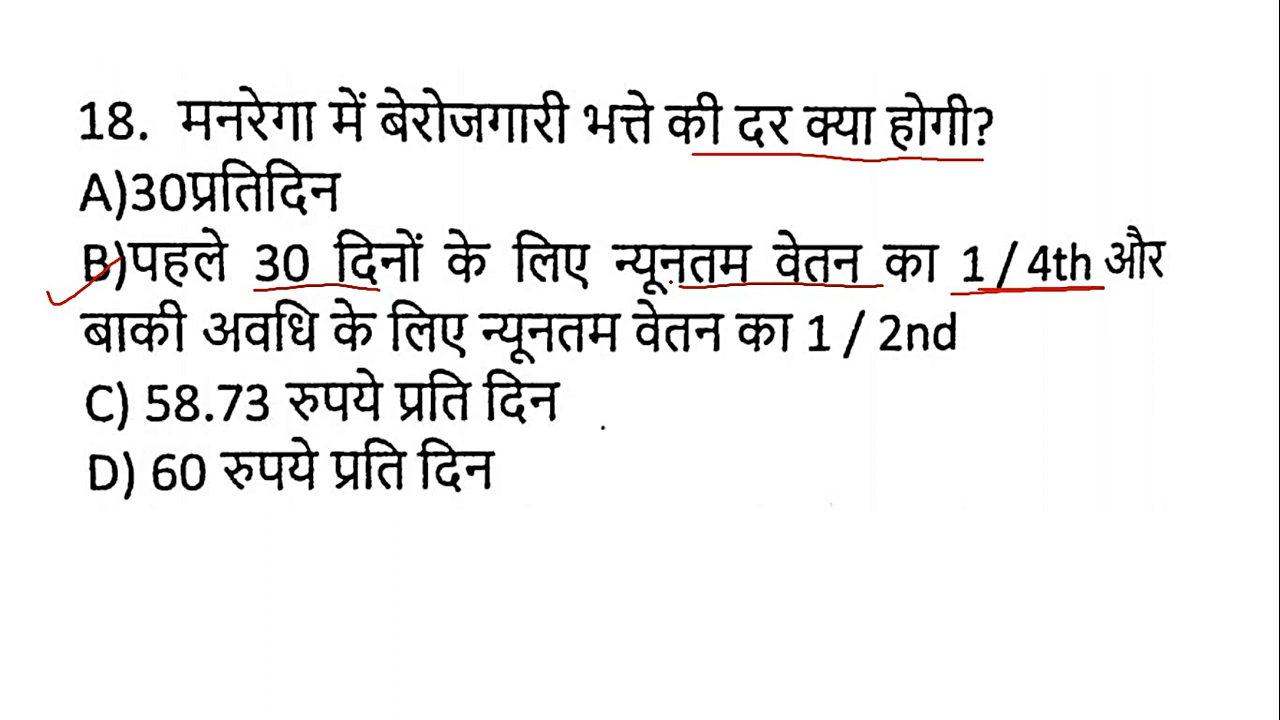 18. मनरेगा में बेरोजगारी भत्ते की दर क्या होगी?
A)30प्रतिदिन
B)पहले 30 दिनों के लिए न्यूनतम वेतन का 1 / 4th और
बाकी अवधि के लिए न्यूनतम वेतन का 1 / 2nd
C) 58.73 रुपये प्रति दिन
D) 60 रुपये प्रति दिन